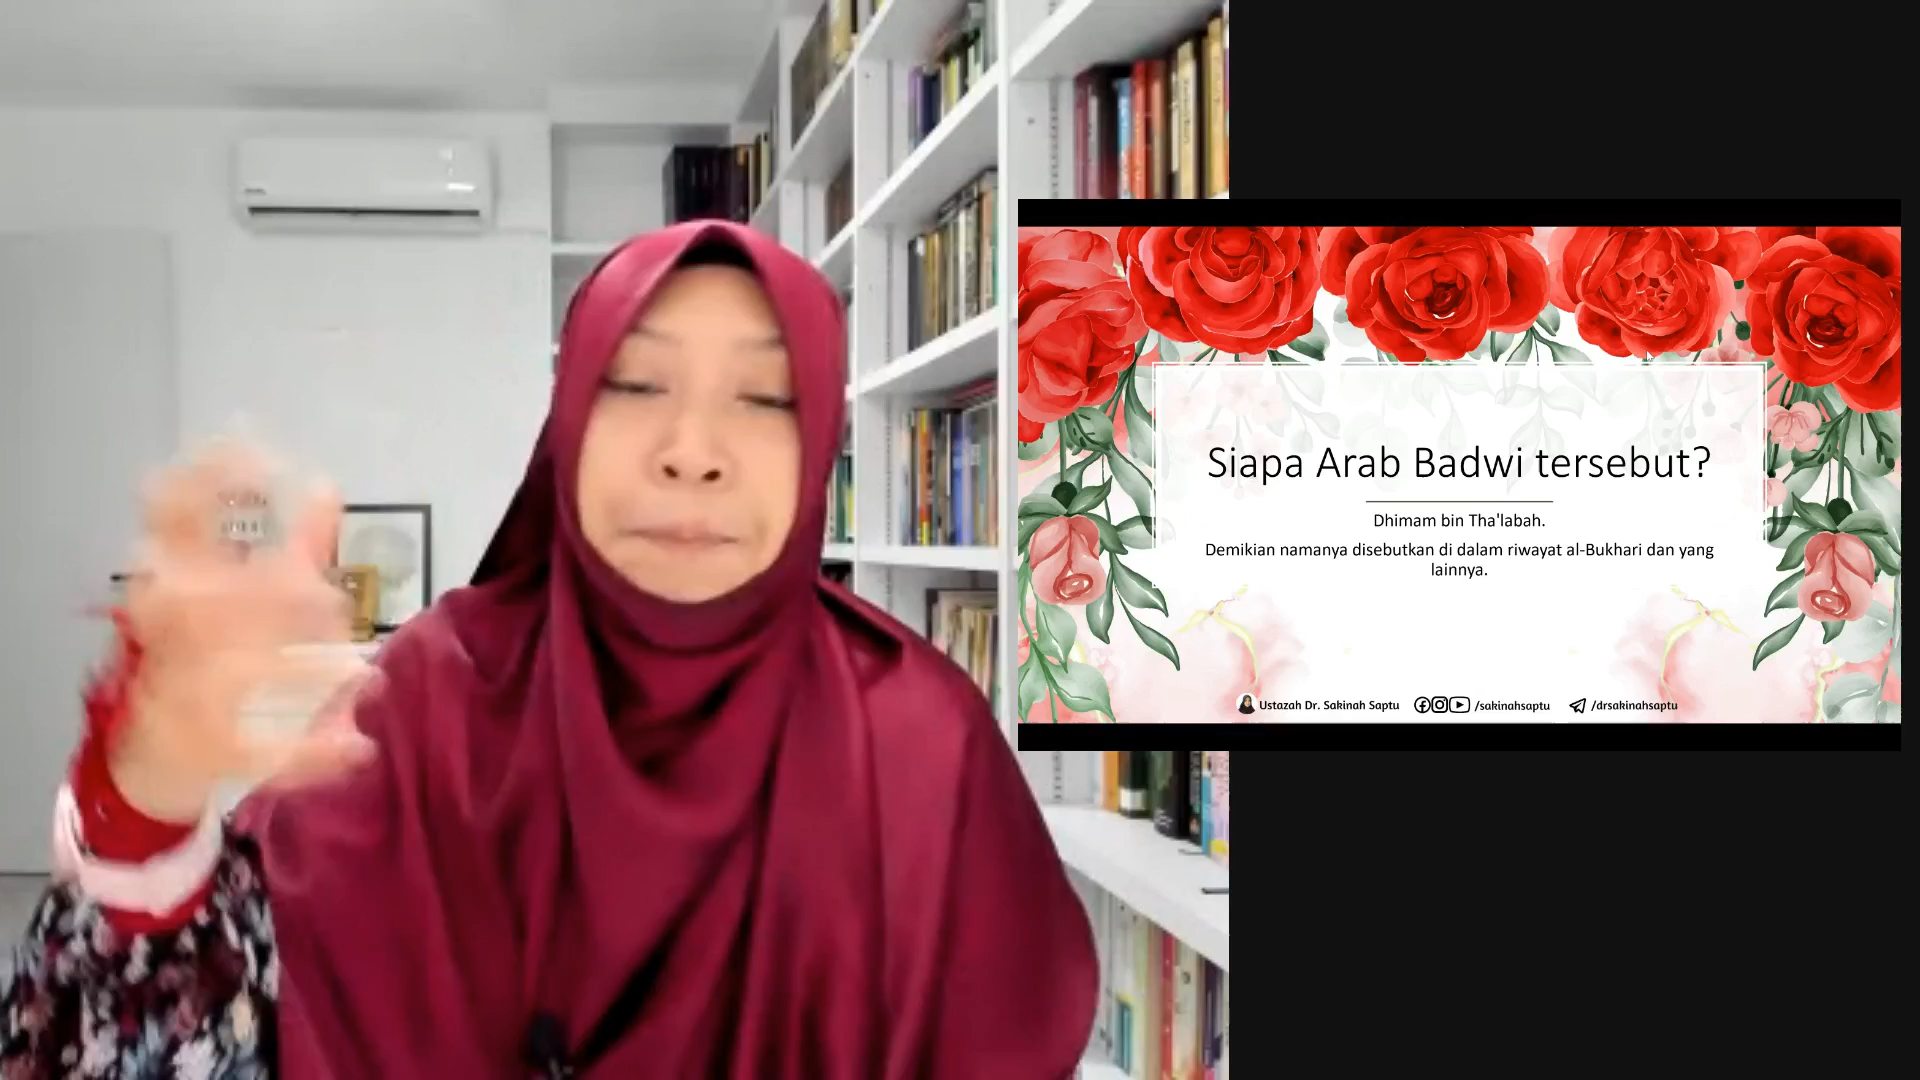 Siapa Arab Badwi tersebut?
Dhimam bin Tha'labah.
Demikian namanya disebutkan di dalam riwayat al-Bukhari dan yang
lainnya.
Ustazah Dr. Sakinah Saptu /sakinahsaptu /drsakinahsaptu